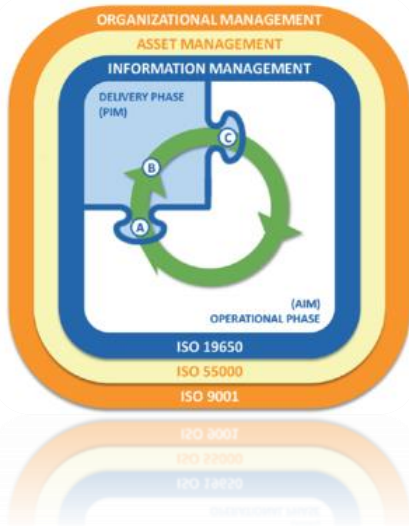 ORGANIZATIONAL MANAGEMENT
ASSET MANAGEMENT
INFORMATION MANAGEMENT
DELIVERY PHASE
(PIM)
C
B
A
(AIM)
OPERATIONAL PHASE
ISO 19650
ISO 55000
ISO 9001